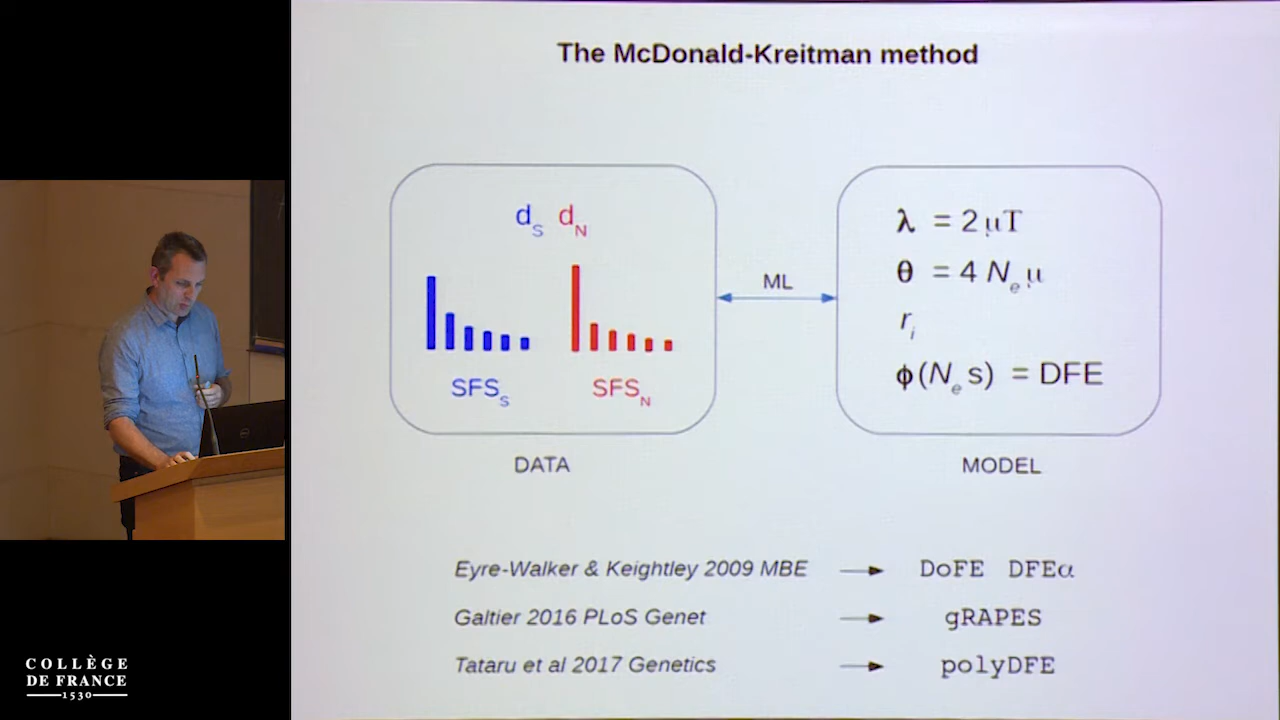 The McDonald-Kreitman method
dS dN
SFSS SFSN
DATA
ML
λ = 2 μT
θ = 4 Neμ
ri
ϕ(Nes) = DFE
MODEL
Eyre-Walker & Keightley 2009 MBE → DoFE DFEα
Galtier 2016 PLoS Genet → gRAPES
Tataru et al 2017 Genetics → polyDFE
COLLÈGE
DE FRANCE
1530